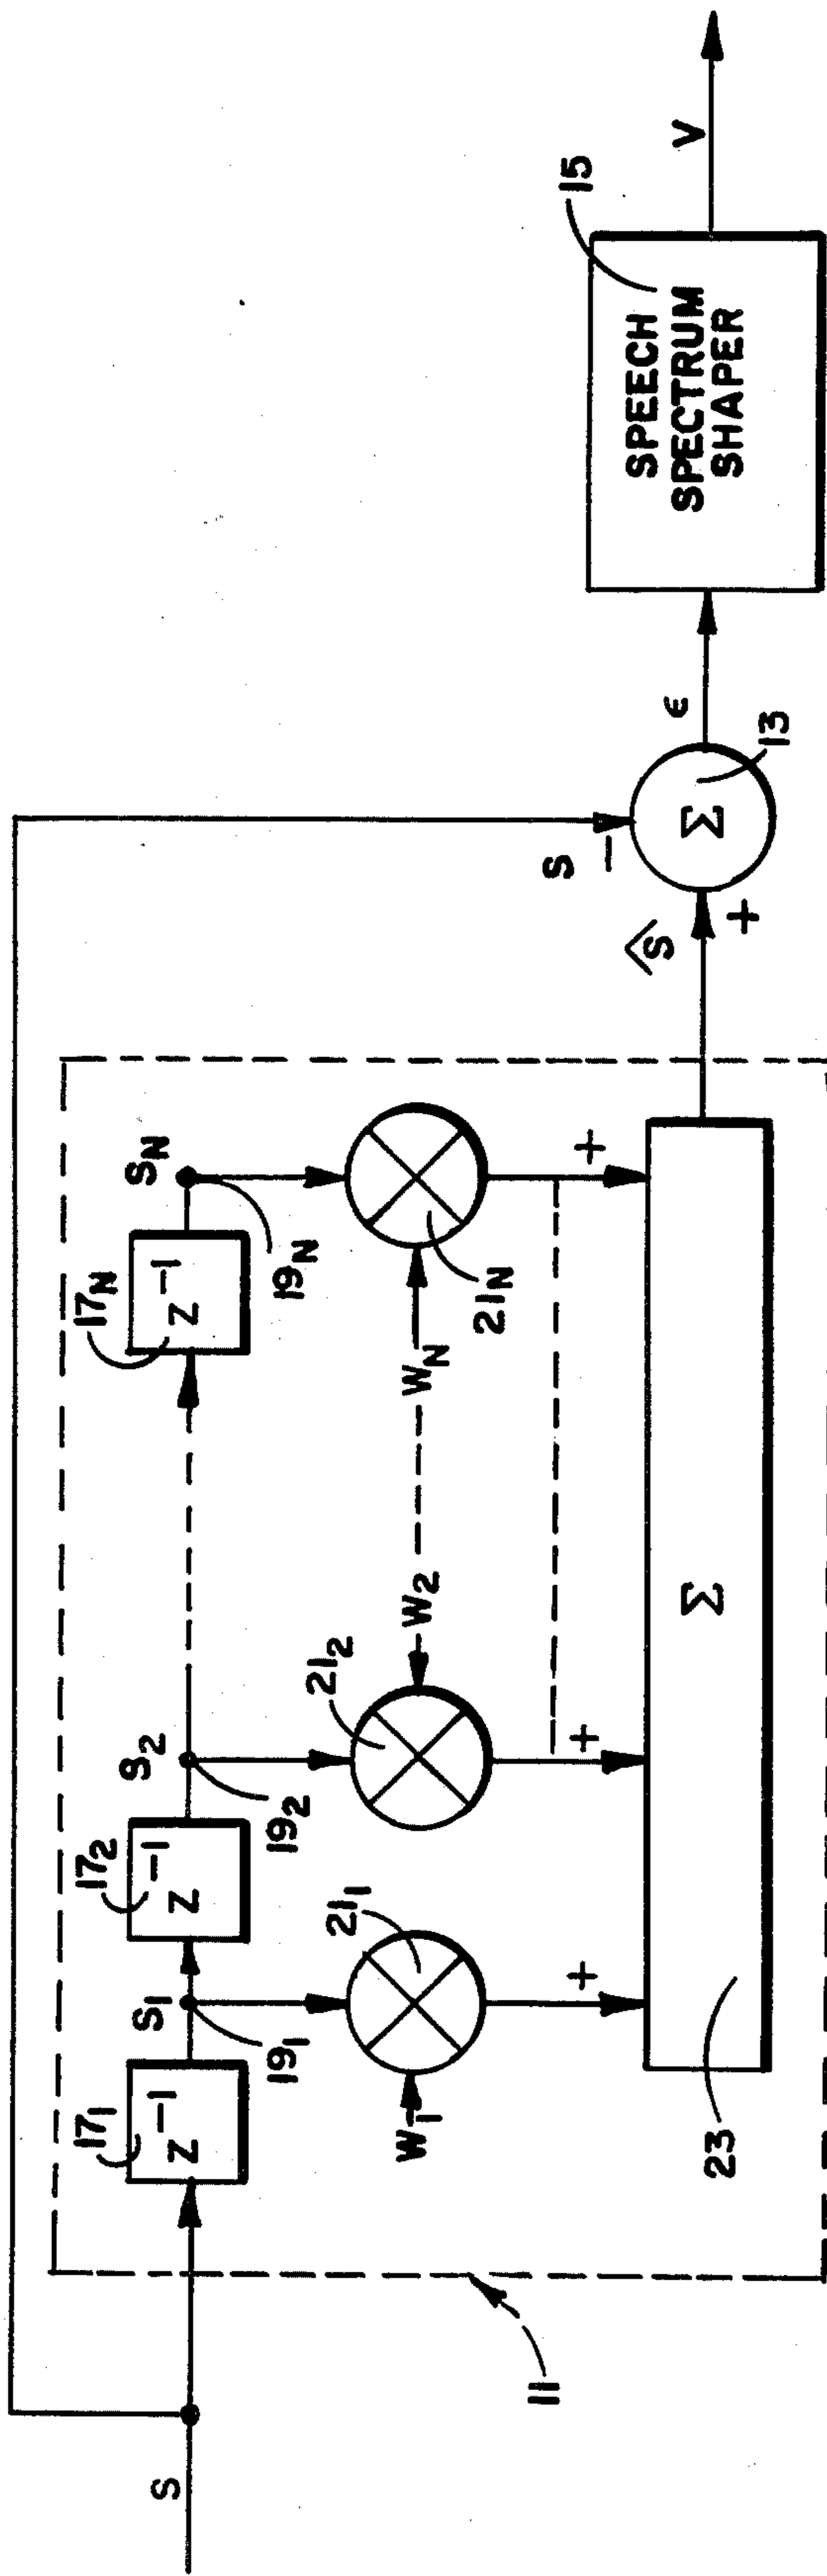 S
17₁
Z⁻¹
S₁
19₁
17₂
Z⁻¹
S₂
19₂
17_N
Z⁻¹
S_N
19_N
W₁
21₁
21₂
W₂
W_N
21_N
+
+
+
Σ
23
11
Ŝ
+
S
−
Σ
13
ϵ
SPEECH
SPECTRUM
SHAPER
15
V